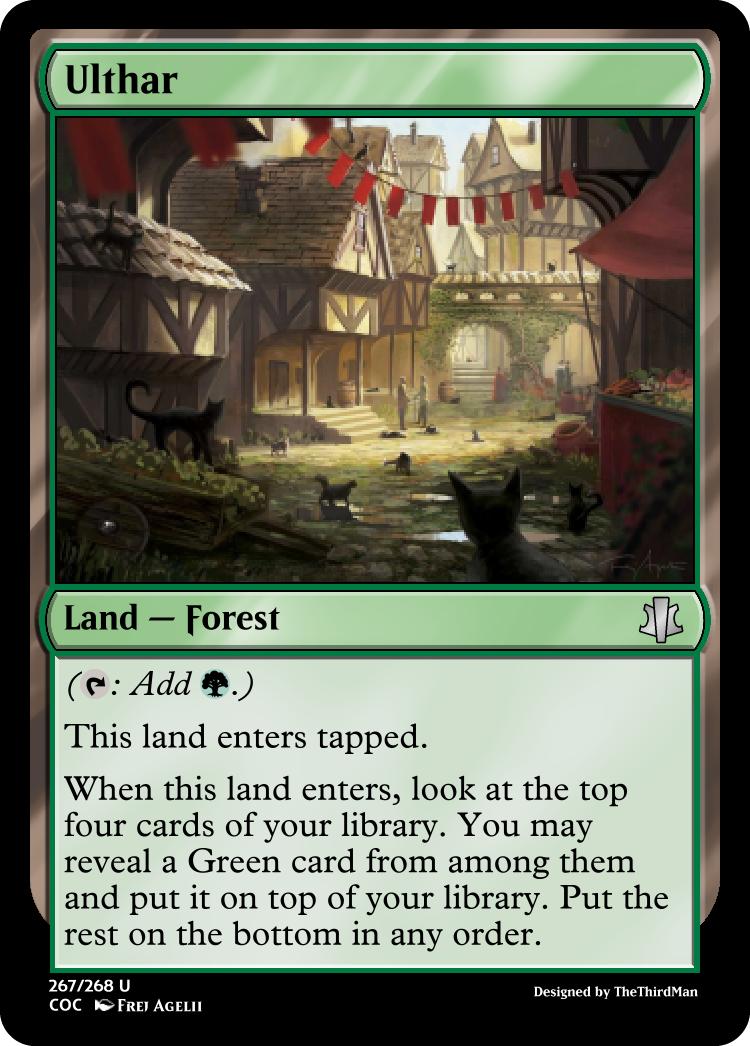 Ulthar
Land — Forest
(: Add .)
This land enters tapped.
When this land enters, look at the top
four cards of your library. You may
reveal a Green card from among them
and put it on top of your library. Put the
rest on the bottom in any order.
267/268 U
COC Frej Agelii
Designed by TheThirdMan